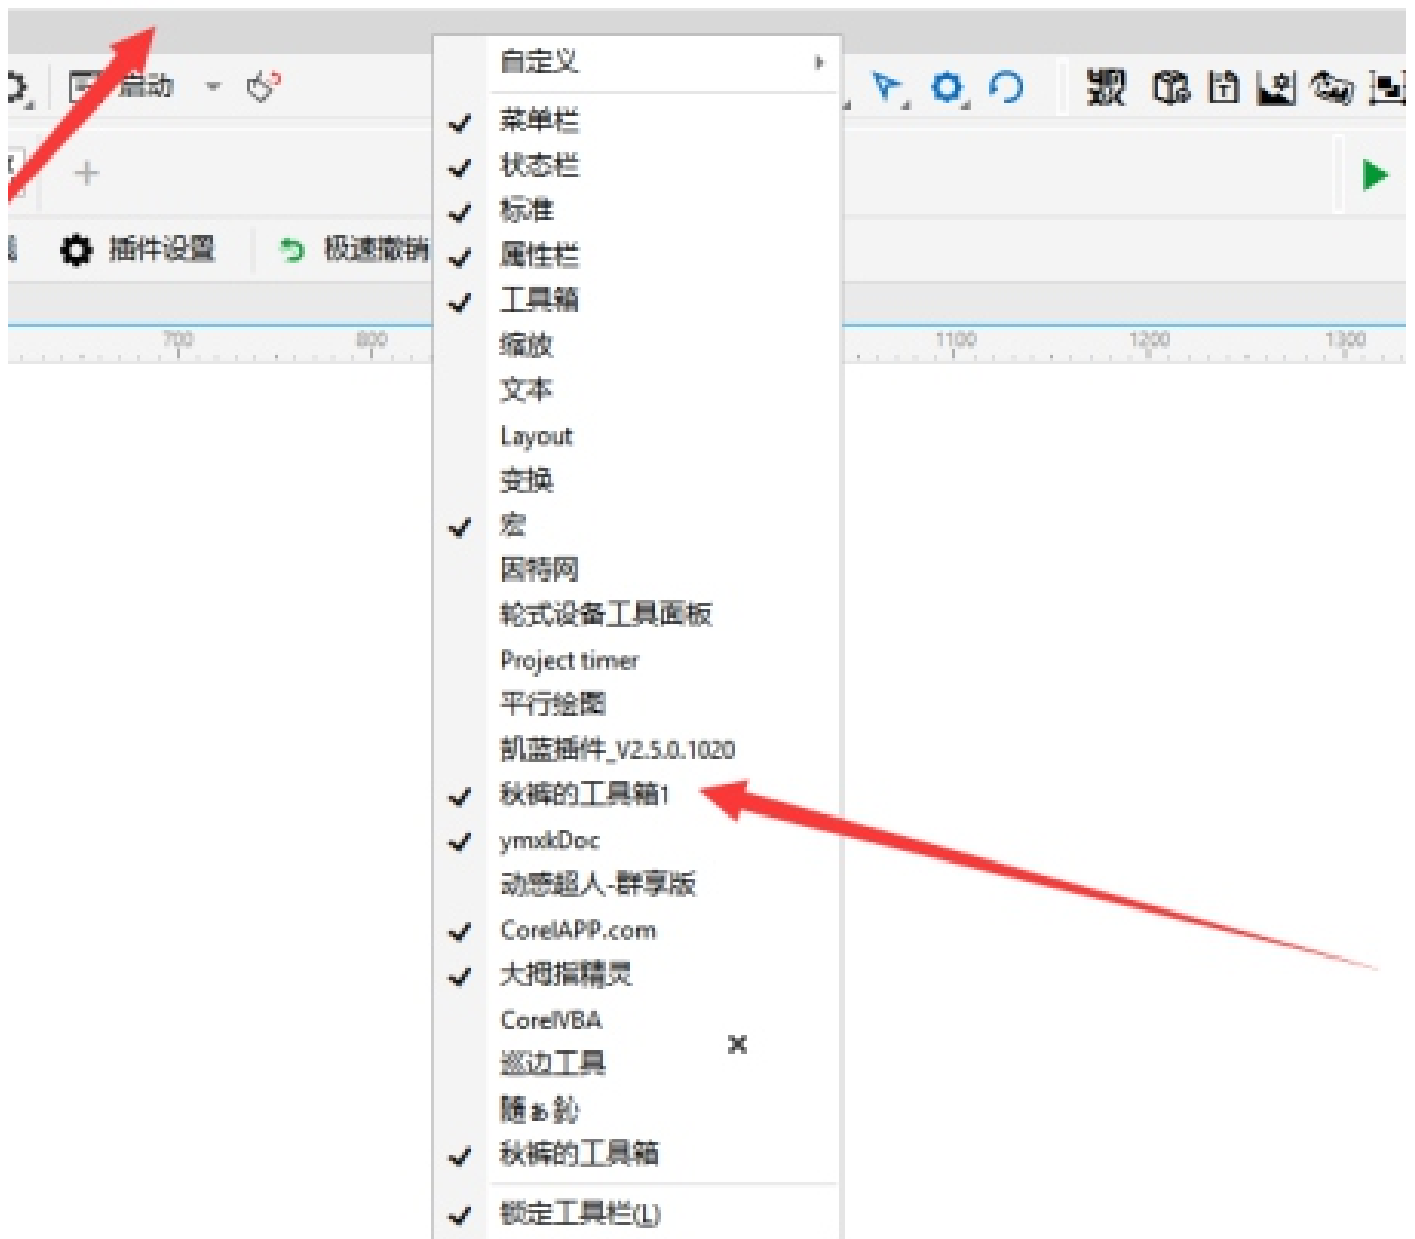 自定义
启动
菜单栏
状态栏
标准
属性栏
插件设置
极速撤销
工具箱
700
800
1100
1200
1300
缩放
文本
Layout
变换
宏
因特网
轮式设备工具面板
Project timer
平行绘图
凯蓝插件_V2.5.0.1020
秋裤的工具箱1
ymxkDoc
动感超人-群享版
CorelAPP.com
大拇指精灵
CorelVBA
巡边工具
秋裤的工具箱
锁定工具栏(L)